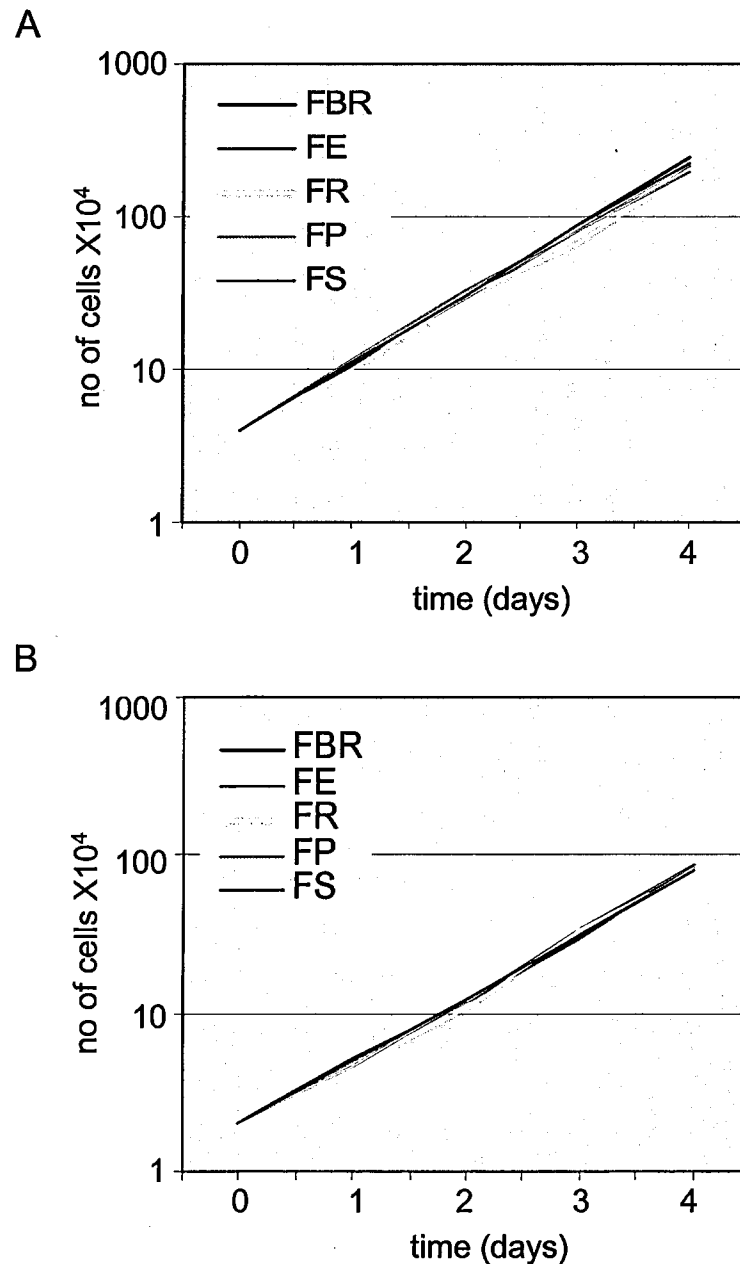 A
1000
100
10
1
no of cells X10⁴
FBR
FE
FR
FP
FS
0 1 2 3 4
time (days)
B
1000
100
10
1
no of cells X10⁴
FBR
FE
FR
FP
FS
0 1 2 3 4
time (days)